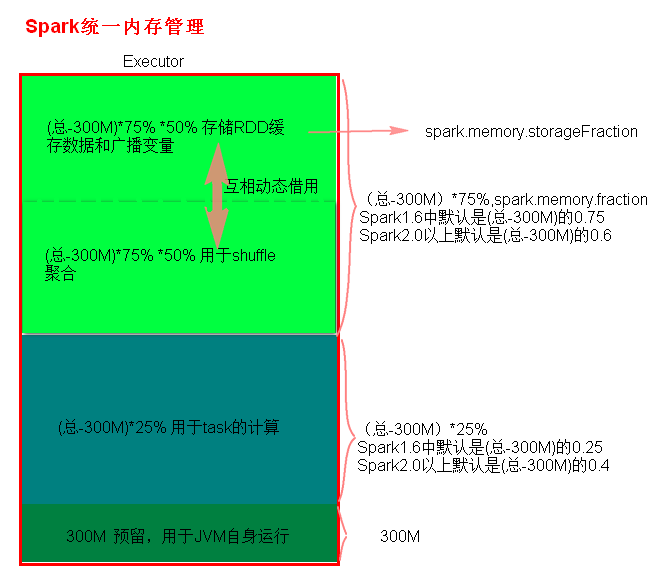 Spark统一内存管理
Executor
(总-300M)*75% *50% 存储RDD缓
存数据和广播变量
spark.memory.storageFraction
互相动态借用
（总-300M）*75%,spark.memory.fraction
Spark1.6中默认是(总-300M)的0.75
Spark2.0以上默认是(总-300M)的0.6
(总-300M)*75% *50% 用于shuffle
聚合
(总-300M)*25% 用于task的计算
（总-300M）*25%
Spark1.6中默认是(总-300M)的0.25
Spark2.0以上默认是(总-300M)的0.4
300M 预留，用于JVM自身运行
300M